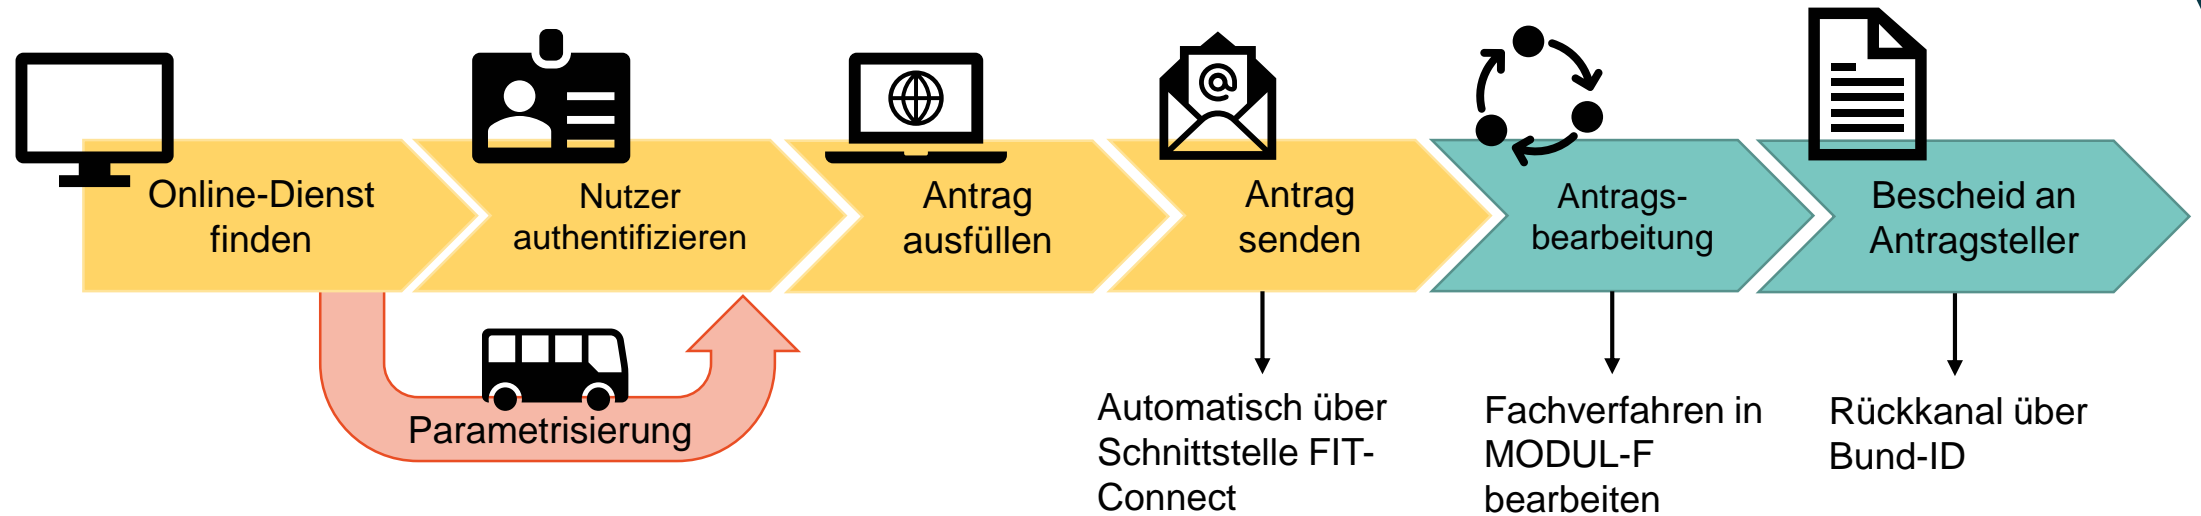 Online-Dienst
finden
Nutzer
authentifizieren
Antrag
ausfüllen
Antrag
senden
Antrags-
bearbeitung
Bescheid an
Antragsteller
Parametrisierung
Automatisch über
Schnittstelle FIT-
Connect
Fachverfahren in
MODUL-F
bearbeiten
Rückkanal über
Bund-ID